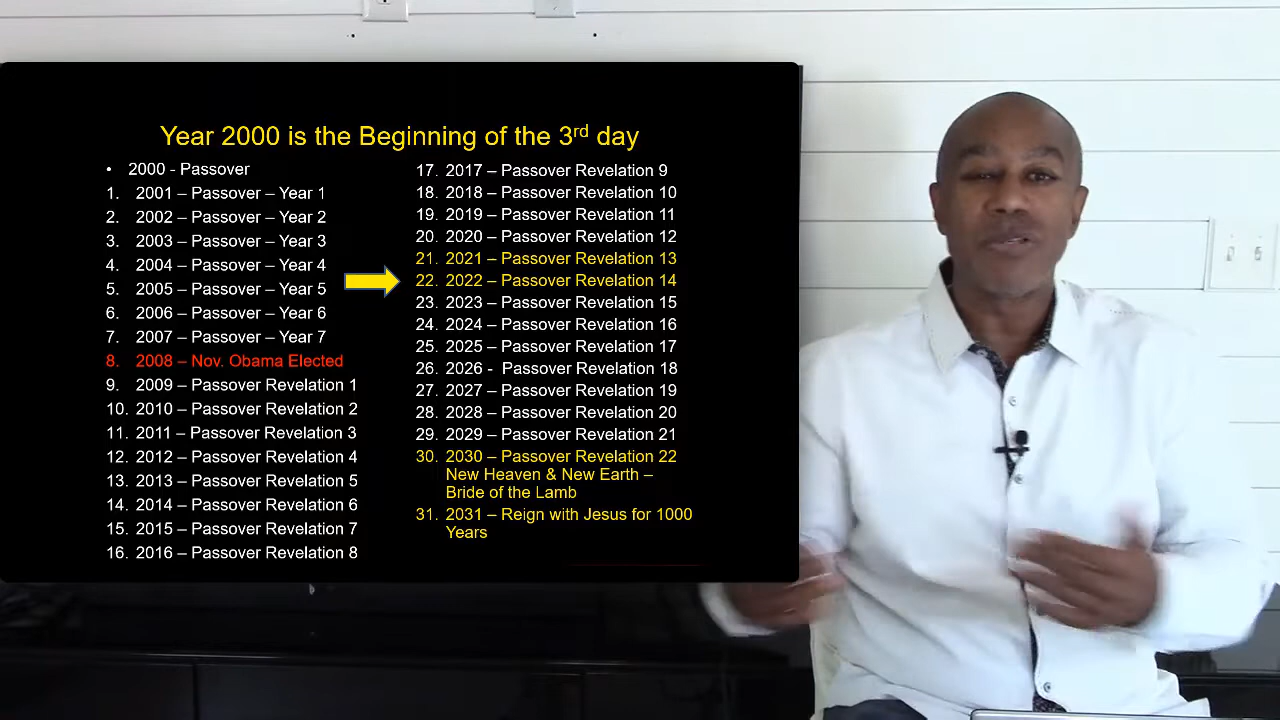 Year 2000 is the Beginning of the 3rd day
• 2000 - Passover
1. 2001 – Passover – Year 1
2. 2002 – Passover – Year 2
3. 2003 – Passover – Year 3
4. 2004 – Passover – Year 4
5. 2005 – Passover – Year 5
6. 2006 – Passover – Year 6
7. 2007 – Passover – Year 7
8. 2008 – Nov. Obama Elected
9. 2009 – Passover Revelation 1
10. 2010 – Passover Revelation 2
11. 2011 – Passover Revelation 3
12. 2012 – Passover Revelation 4
13. 2013 – Passover Revelation 5
14. 2014 – Passover Revelation 6
15. 2015 – Passover Revelation 7
16. 2016 – Passover Revelation 8
17. 2017 – Passover Revelation 9
18. 2018 – Passover Revelation 10
19. 2019 – Passover Revelation 11
20. 2020 – Passover Revelation 12
21. 2021 – Passover Revelation 13
22. 2022 – Passover Revelation 14
23. 2023 – Passover Revelation 15
24. 2024 – Passover Revelation 16
25. 2025 – Passover Revelation 17
26. 2026 - Passover Revelation 18
27. 2027 – Passover Revelation 19
28. 2028 – Passover Revelation 20
29. 2029 – Passover Revelation 21
30. 2030 – Passover Revelation 22
New Heaven & New Earth –
Bride of the Lamb
31. 2031 – Reign with Jesus for 1000
Years